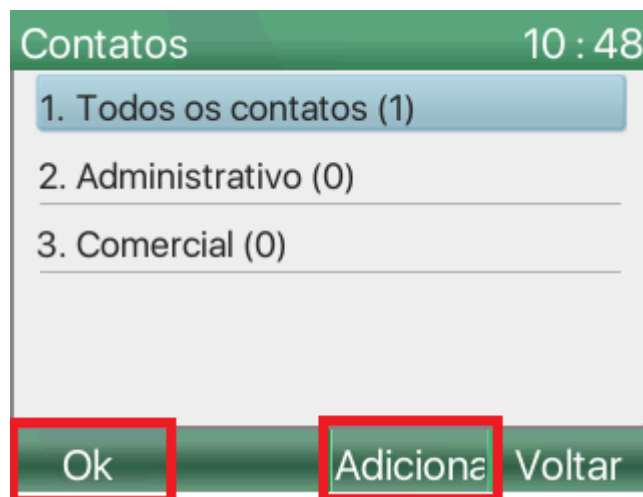 Contatos 10 : 48
1. Todos os contatos (1)
2. Administrativo (0)
3. Comercial (0)
Ok Adiciona Voltar